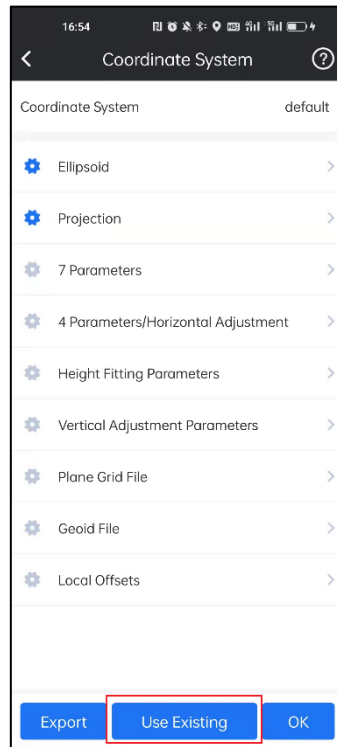 16:54
Coordinate System
Coordinate System default
Ellipsoid
Projection
7 Parameters
4 Parameters/Horizontal Adjustment
Height Fitting Parameters
Vertical Adjustment Parameters
Plane Grid File
Geoid File
Local Offsets
Export Use Existing OK